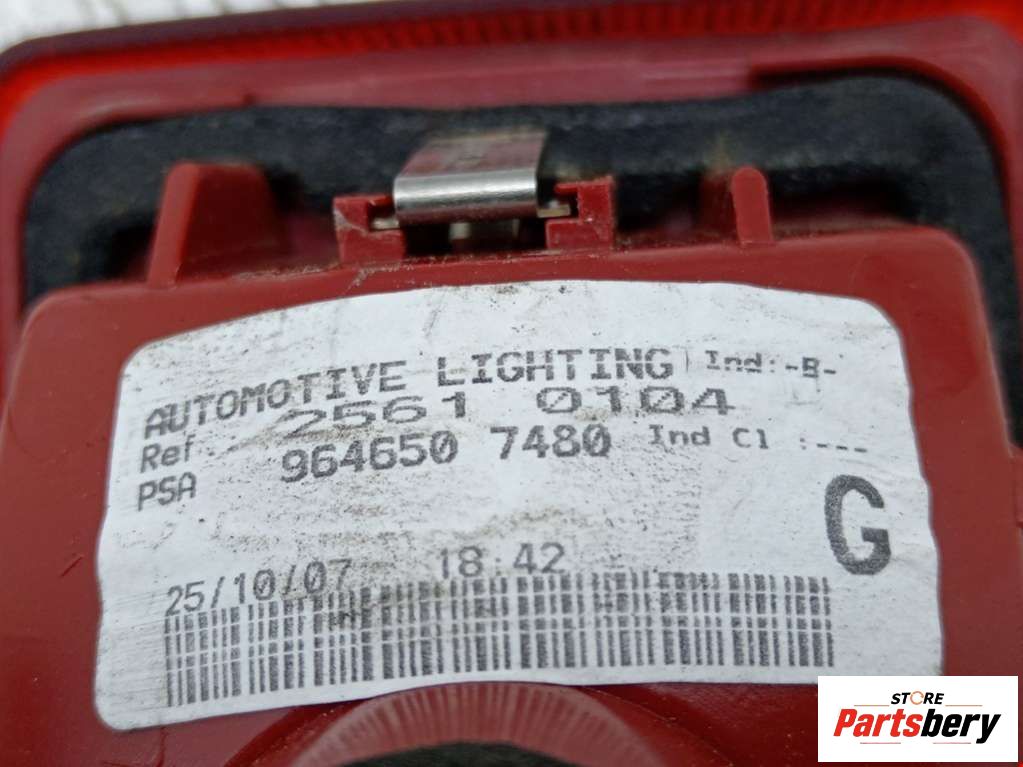 AUTOMOTIVE LIGHTING Ind:-B-
Ref. 2561 0104
PSA 964650 7480 Ind Cl :---
G
25/10/07 18:42
STORE
Partsbery